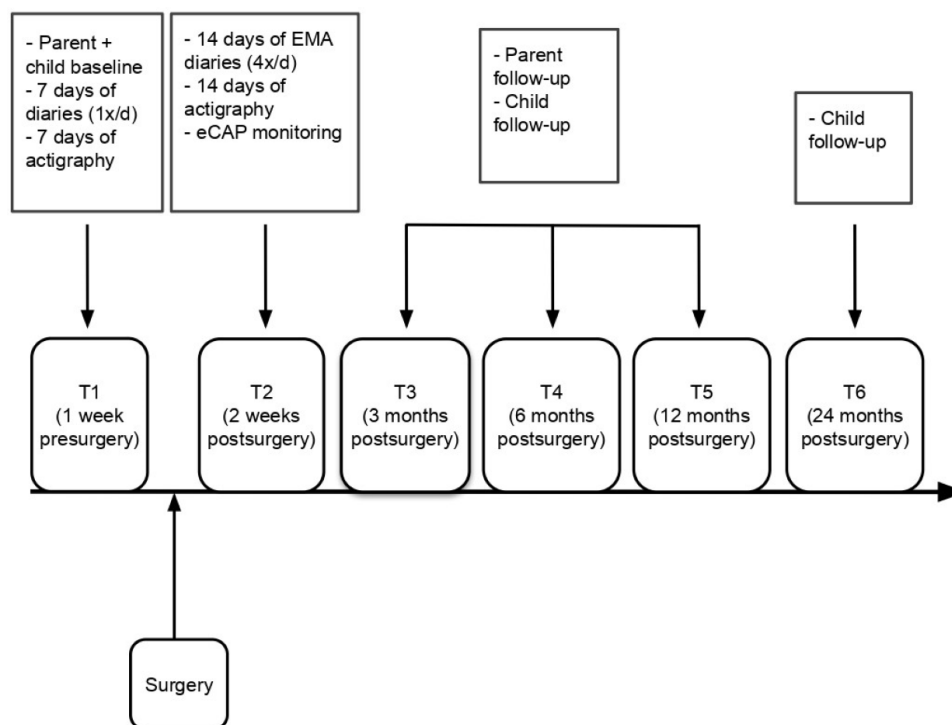 - Parent +
child baseline
- 7 days of
diaries (1x/d)
- 7 days of
actigraphy
- 14 days of EMA
diaries (4x/d)
- 14 days of
actigraphy
- eCAP monitoring
- Parent
follow-up
- Child
follow-up
- Child
follow-up
T1
(1 week
presurgery)
T2
(2 weeks
postsurgery)
T3
(3 months
postsurgery)
T4
(6 months
postsurgery)
T5
(12 months
postsurgery)
T6
(24 months
postsurgery)
Surgery